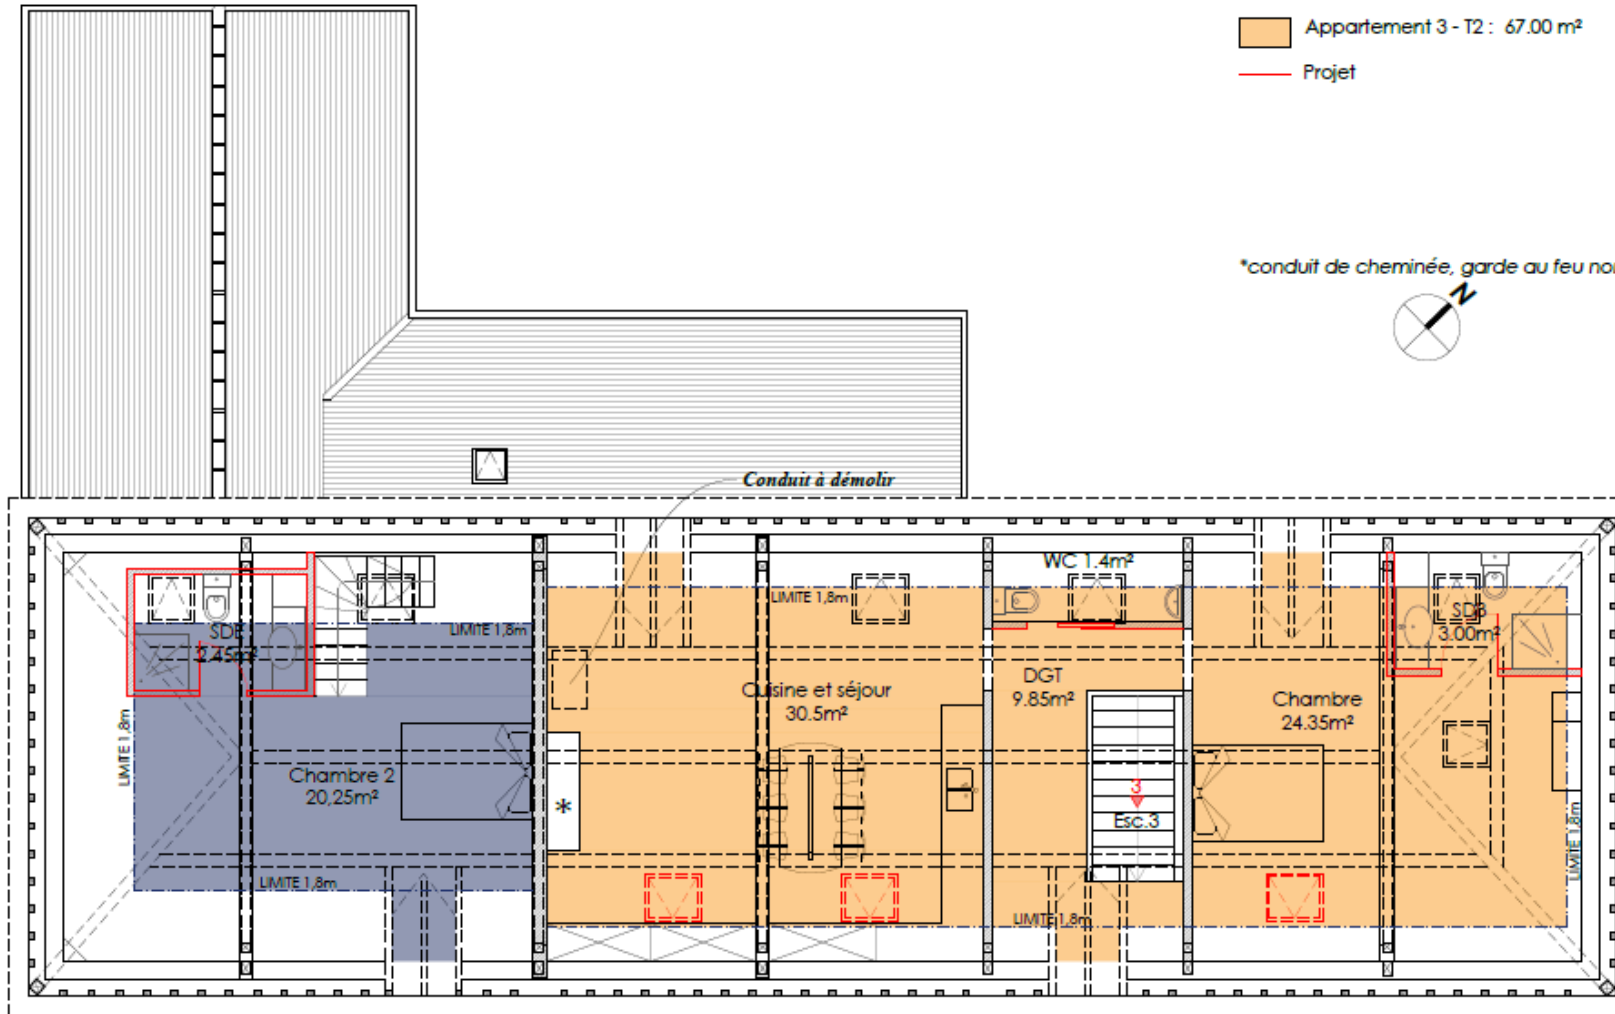 Appartement 3 - T2 : 67.00 m²
Projet
*conduit de cheminée, garde au feu
N
Conduit à démolir
WC 1.4m²
LIMITE 1,8m
LIMITE 1,8m
SDB
3.00m²
2.45m²
DGT
9.85m²
Cuisine et séjour
30.5m²
Chambre
24.35m²
LIMITE 1,8m
Chambre 2
20,25m²
*
3
Esc.3
LIMITE 1,8m
LIMITE 1,8m
LIMITE 1,8m